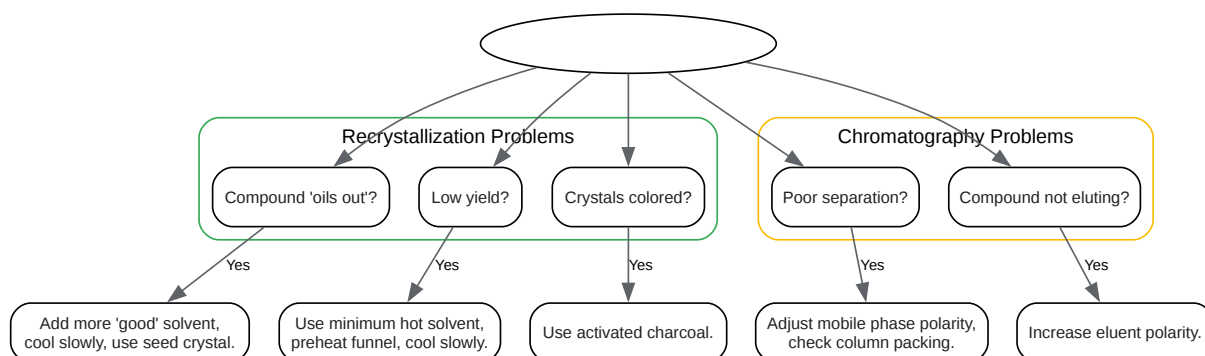 Recrystallization Problems
Chromatography Problems
Compound 'oils out'?
Low yield?
Crystals colored?
Poor separation?
Compound not eluting?
Yes
Yes
Yes
Yes
Yes
Add more 'good' solvent,
cool slowly, use seed crystal.
Use minimum hot solvent,
preheat funnel, cool slowly.
Use activated charcoal.
Adjust mobile phase polarity,
check column packing.
Increase eluent polarity.